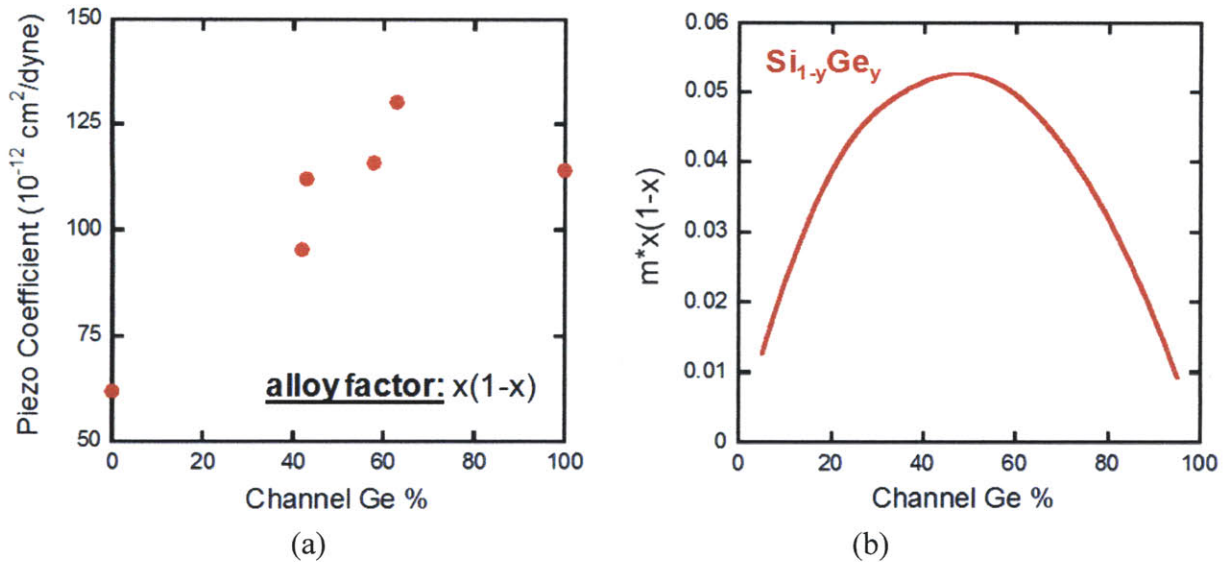 150
125
100
75
50
Piezo Coefficient (10⁻¹² cm²/dyne)
alloy factor: x(1-x)
0 20 40 60 80 100
Channel Ge %
(a)
0.06
0.05
0.04
0.03
0.02
0.01
0
m*x(1-x)
Si₁₋yGey
0 20 40 60 80 100
Channel Ge %
(b)